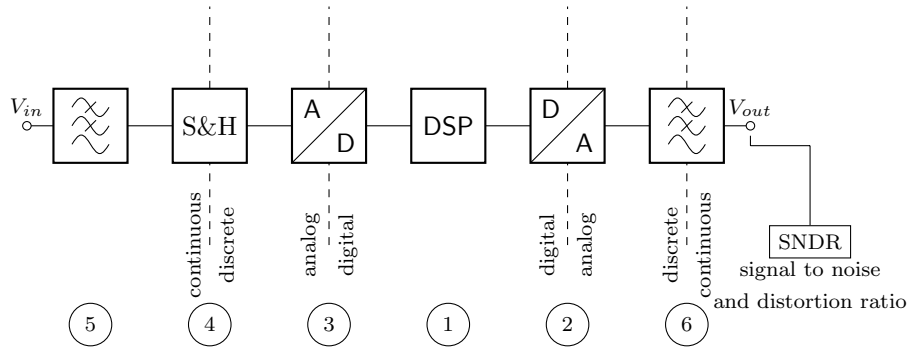 V_in
V_out
S&H
A
D
DSP
D
A
continuous
discrete
analog
digital
digital
analog
discrete
continuous
SNDR
signal to noise
and distortion ratio
5
4
3
1
2
6